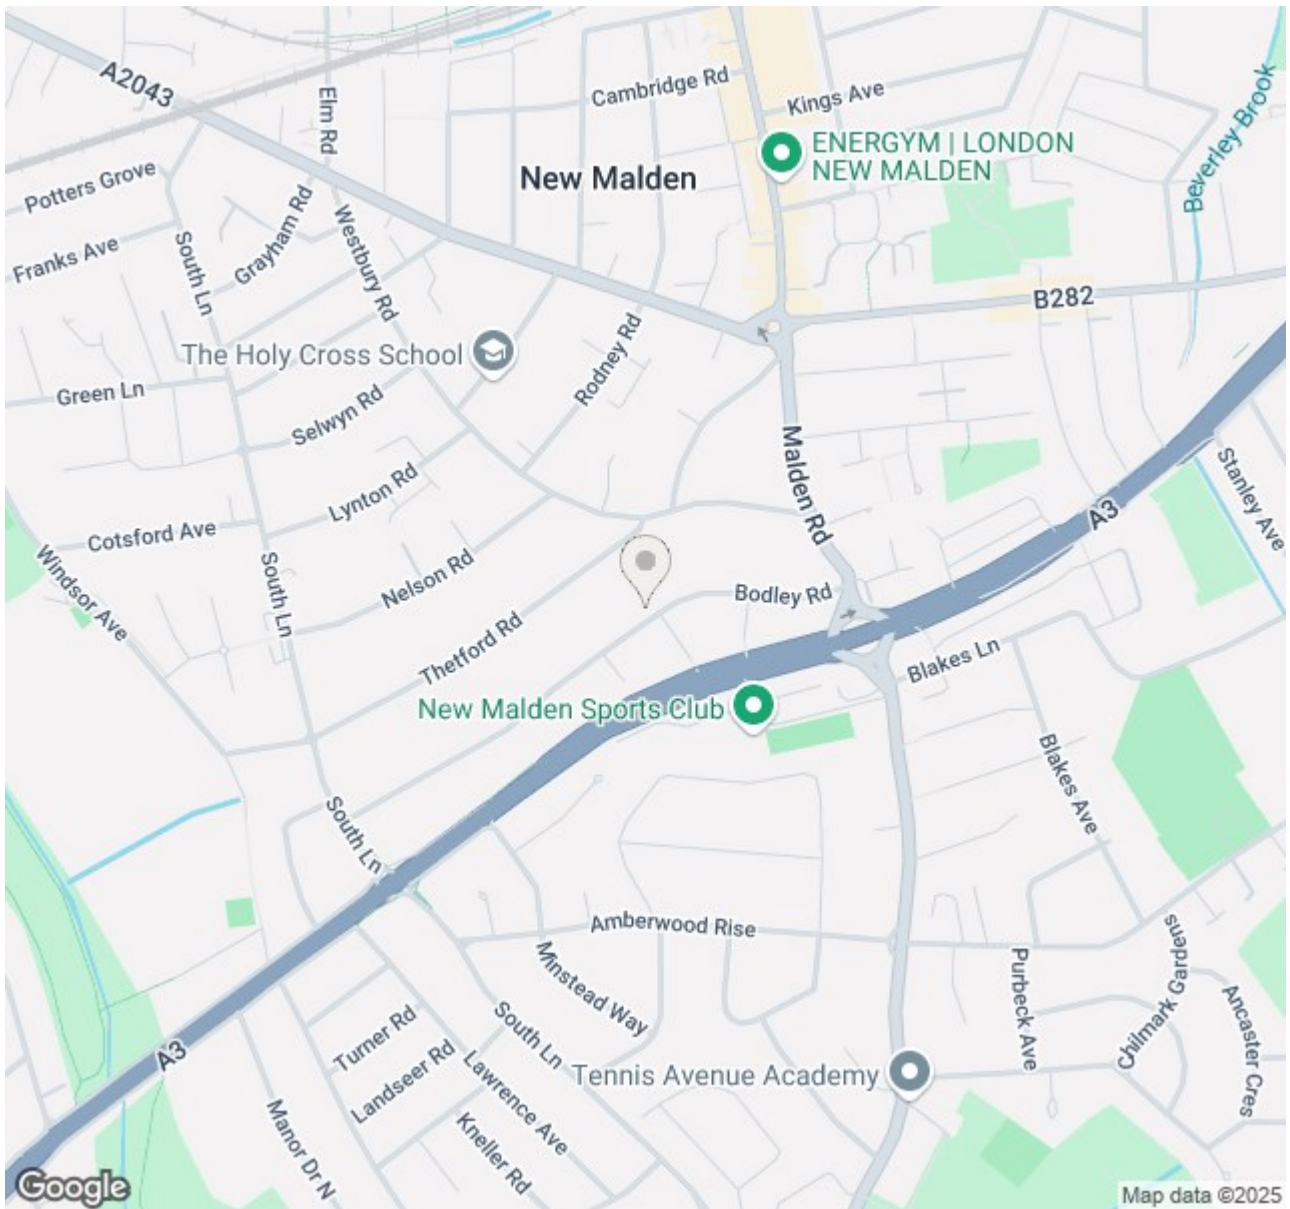 A2043
Elm Rd
Cambridge Rd
Kings Ave
ENERGYM | LONDON
NEW MALDEN
Beverley Brook
Potters Grove
New Malden
Grayham Rd
Westbury Rd
Franks Ave
South Ln
B282
The Holy Cross School
Rodney Rd
Green Ln
Selwyn Rd
Malden Rd
Lynton Rd
A3
Stanley Ave
Cotsford Ave
Windsor Ave
South Ln
Nelson Rd
Bodley Rd
Thetford Rd
Blakes Ln
New Malden Sports Club
Blakes Ave
South Ln
Amberwood Rise
Minstead Way
Purbeck Ave
Chilmark Gardens
Ancaster Cres
A3
Turner Rd
Landseer Rd
South Ln
Lawrence Ave
Tennis Avenue Academy
Manor Dr N
Kneller Rd
Google
Map data ©2025